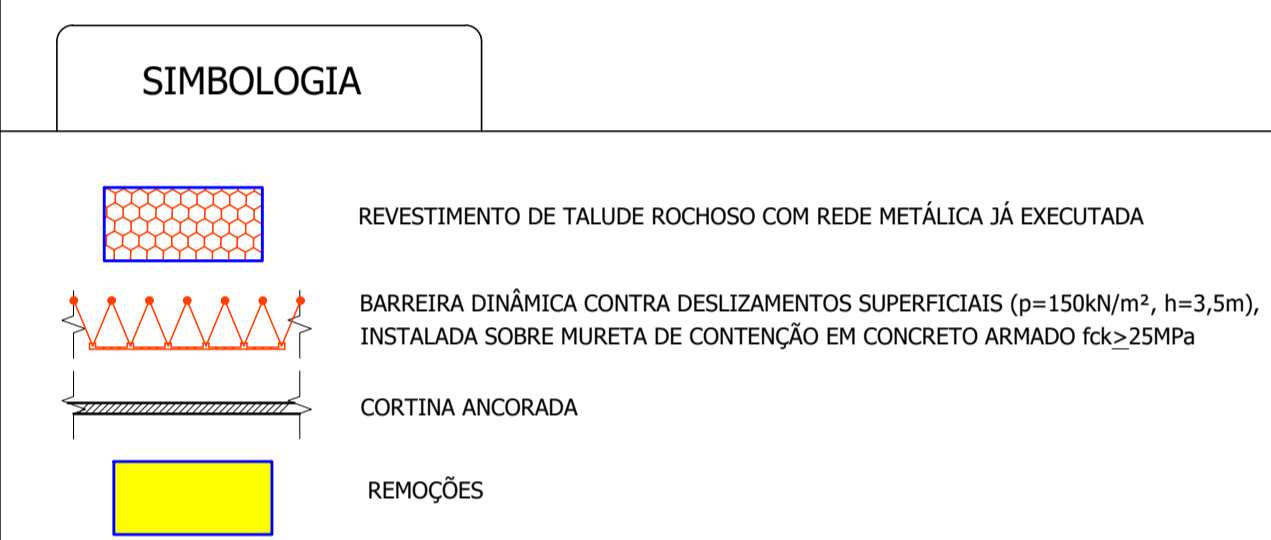 SIMBOLOGIA
REVESTIMENTO DE TALUDE ROCHOSO COM REDE METÁLICA JÁ EXECUTADA
BARREIRA DINÂMICA CONTRA DESLIZAMENTOS SUPERFICIAIS (p=150kN/m², h=3,5m),
INSTALADA SOBRE MURETA DE CONTENÇÃO EM CONCRETO ARMADO fck≥25MPa
CORTINA ANCORADA
REMOÇÕES